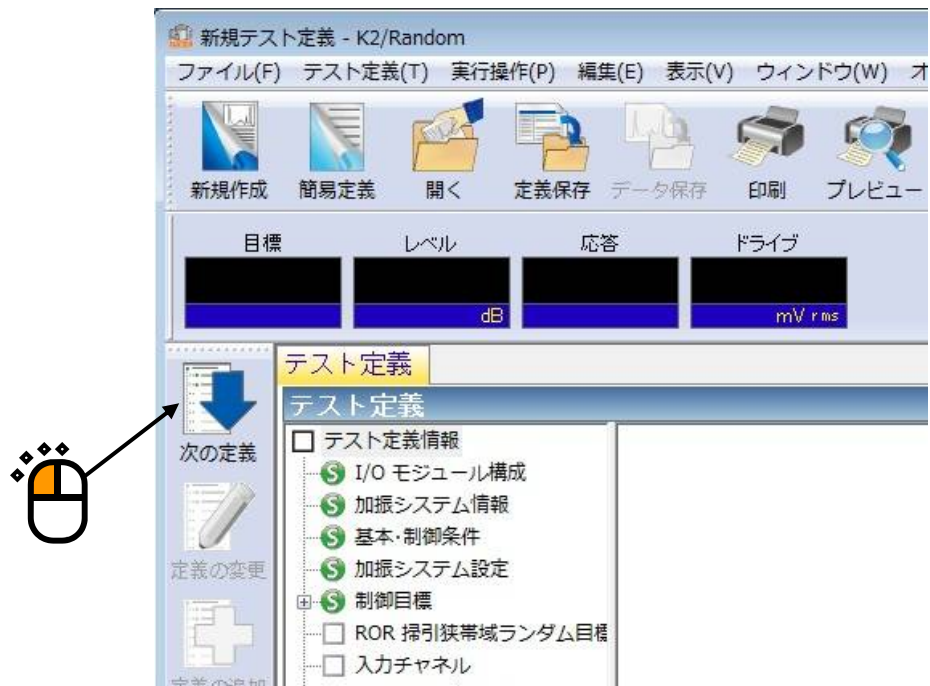 新規テスト定義 - K2/Random
ファイル(F) テスト定義(T) 実行操作(P) 編集(E) 表示(V) ウィンドウ(W) オ
新規作成 簡易定義 開く 定義保存 データ保存 印刷 プレビュー
目標 レベル 応答 ドライブ
dB mV rms
テスト定義
テスト定義
次の定義
定義の変更
定義の追加
テスト定義情報
S I/O モジュール構成
S 加振システム情報
S 基本・制御条件
S 加振システム設定
S 制御目標
ROR 掃引狭帯域ランダム目標
入力チャネル